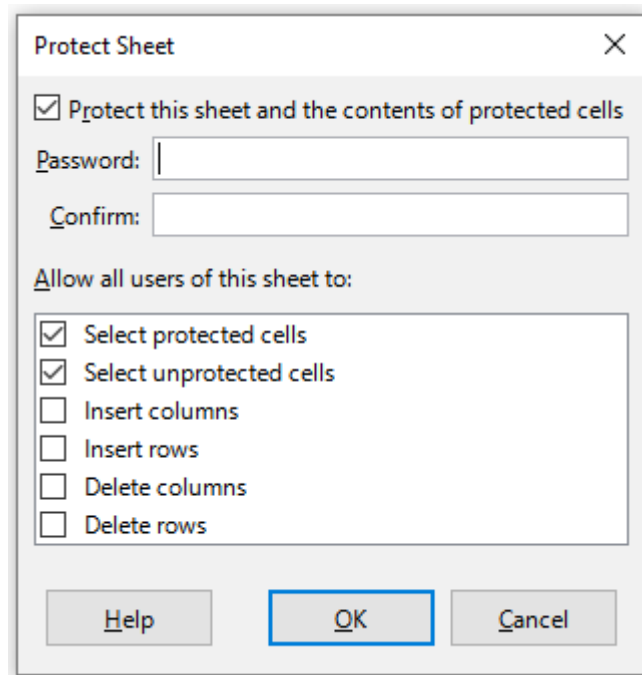 Protect Sheet
Protect this sheet and the contents of protected cells
Password:
Confirm:
Allow all users of this sheet to:
Select protected cells
Select unprotected cells
Insert columns
Insert rows
Delete columns
Delete rows
Help OK Cancel